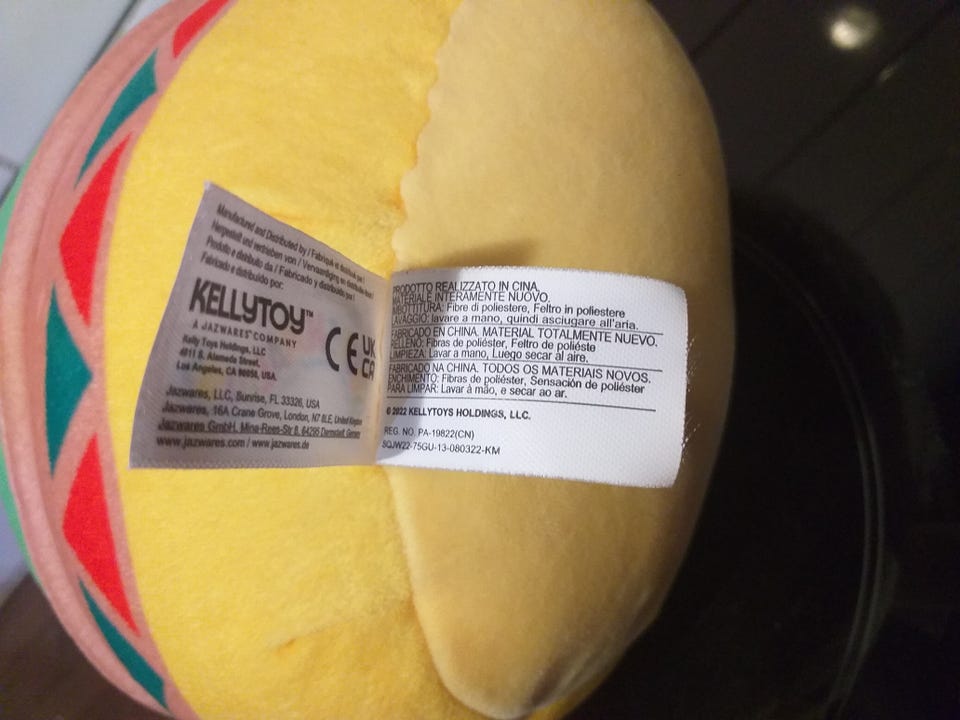 Manufactured and Distributed by / Fabriqué et distribué par /
Hergestellt und vertrieben von / Vervaardiging en distributie door /
Prodotto e distribuito da / Fabricado y distribuido por /
Fabricado e distribuido por:
KELLYTOY™
A JAZWARES® COMPANY
Kelly Toys Holdings, LLC
4811 S. Alameda Street,
Los Angeles, CA 90058, USA.
CE UK CA
Jazwares, LLC, Sunrise, FL 33326, USA
Jazwares, 16A Crane Grove, London, N7 8LE, United Kingdom
Jazwares GmbH, Mina-Rees-Str. 8, 64295 Darmstadt, Germany
www.jazwares.com / www.jazwares.de
PRODOTTO REALIZZATO IN CINA.
MATERIALE INTERAMENTE NUOVO.
IMBOTTITURA: Fibre di poliestere, Feltro in poliestere
LAVAGGIO: lavare a mano, quindi asciugare all'aria.
FABRICADO EN CHINA. MATERIAL TOTALMENTE NUEVO.
RELLENO: Fibras de poliéster, Feltro de poliéste
LIMPIEZA: Lavar a mano, Luego secar al aire.
FABRICADO NA CHINA. TODOS OS MATERIAIS NOVOS.
ENCHIMENTO: Fibras de poliéster, Sensación de poliéster
PARA LIMPAR: Lavar à mão, e secar ao ar.
© 2022 KELLYTOYS HOLDINGS, LLC.
REG. NO. PA-19822(CN)
SQJW22-75GU-13-080322-KM